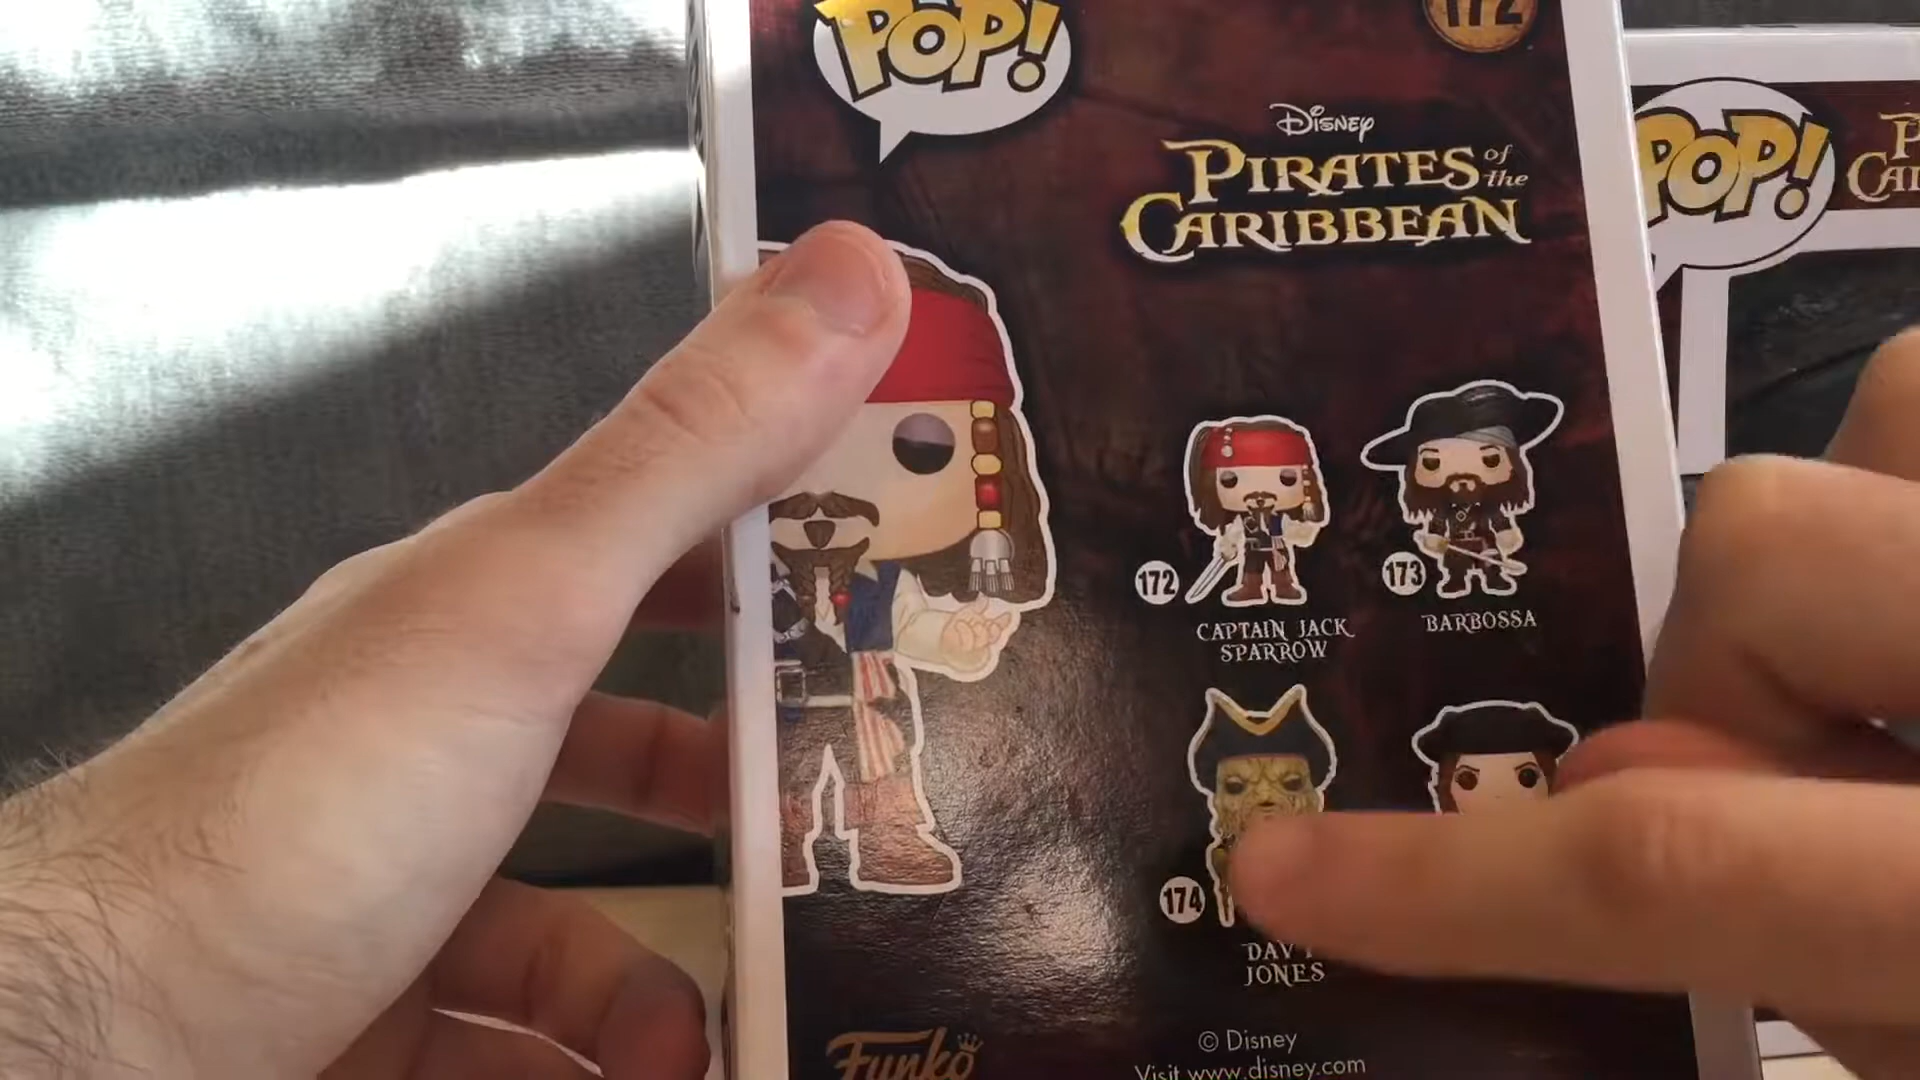 POP!
172
Disney
PIRATES of the
CARIBBEAN
POP!
172
CAPTAIN JACK
SPARROW
173
BARBOSSA
174
JONES
Funko
© Disney
Visit www.disney.com